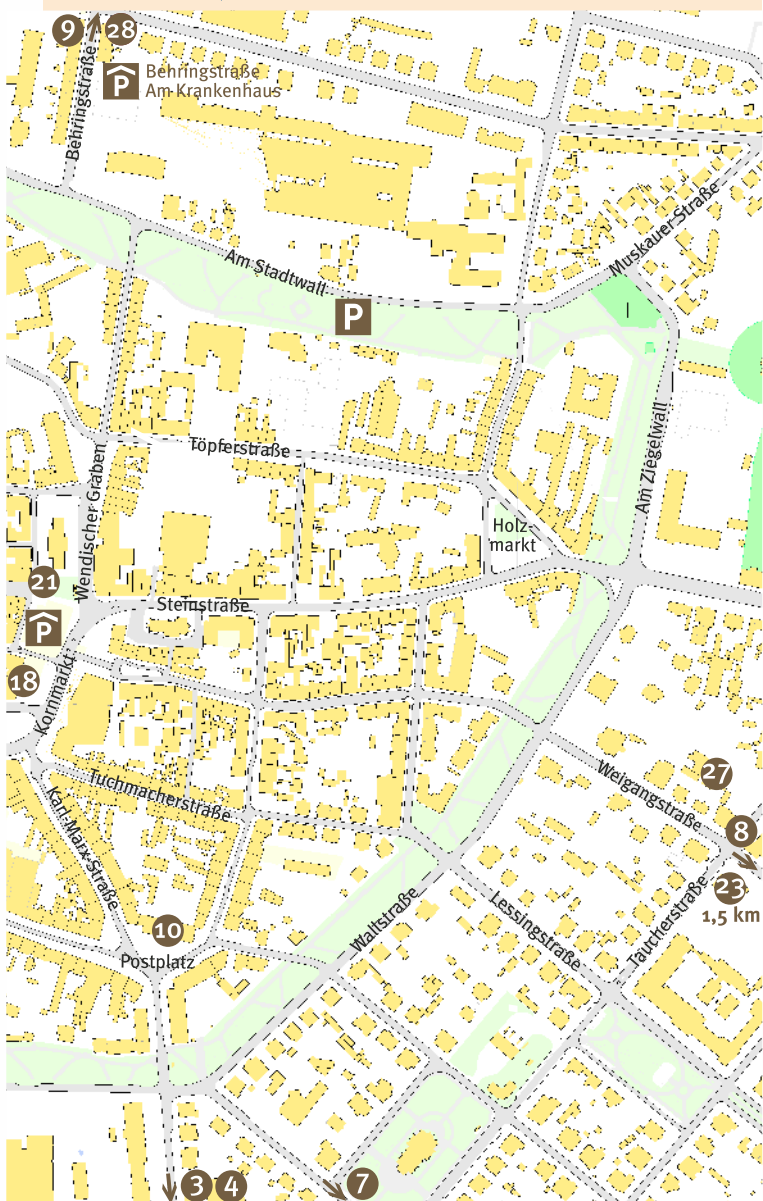 9 28
Behringstraße
Am Krankenhaus
P
Behringstraße
Muskauer Straße
Am Stadtwall
P
Töpferstraße
Am Ziegelwall
Wendischer Graben
Holz-
markt
21
Steinstraße
P
18
Kornmarkt
27
Weigangstraße
Tuchmacherstraße
Karl-Marx-Straße
8
23
1,5 km
Wallstraße
Lessingstraße
Taucherstraße
10
Postplatz
3 4
7